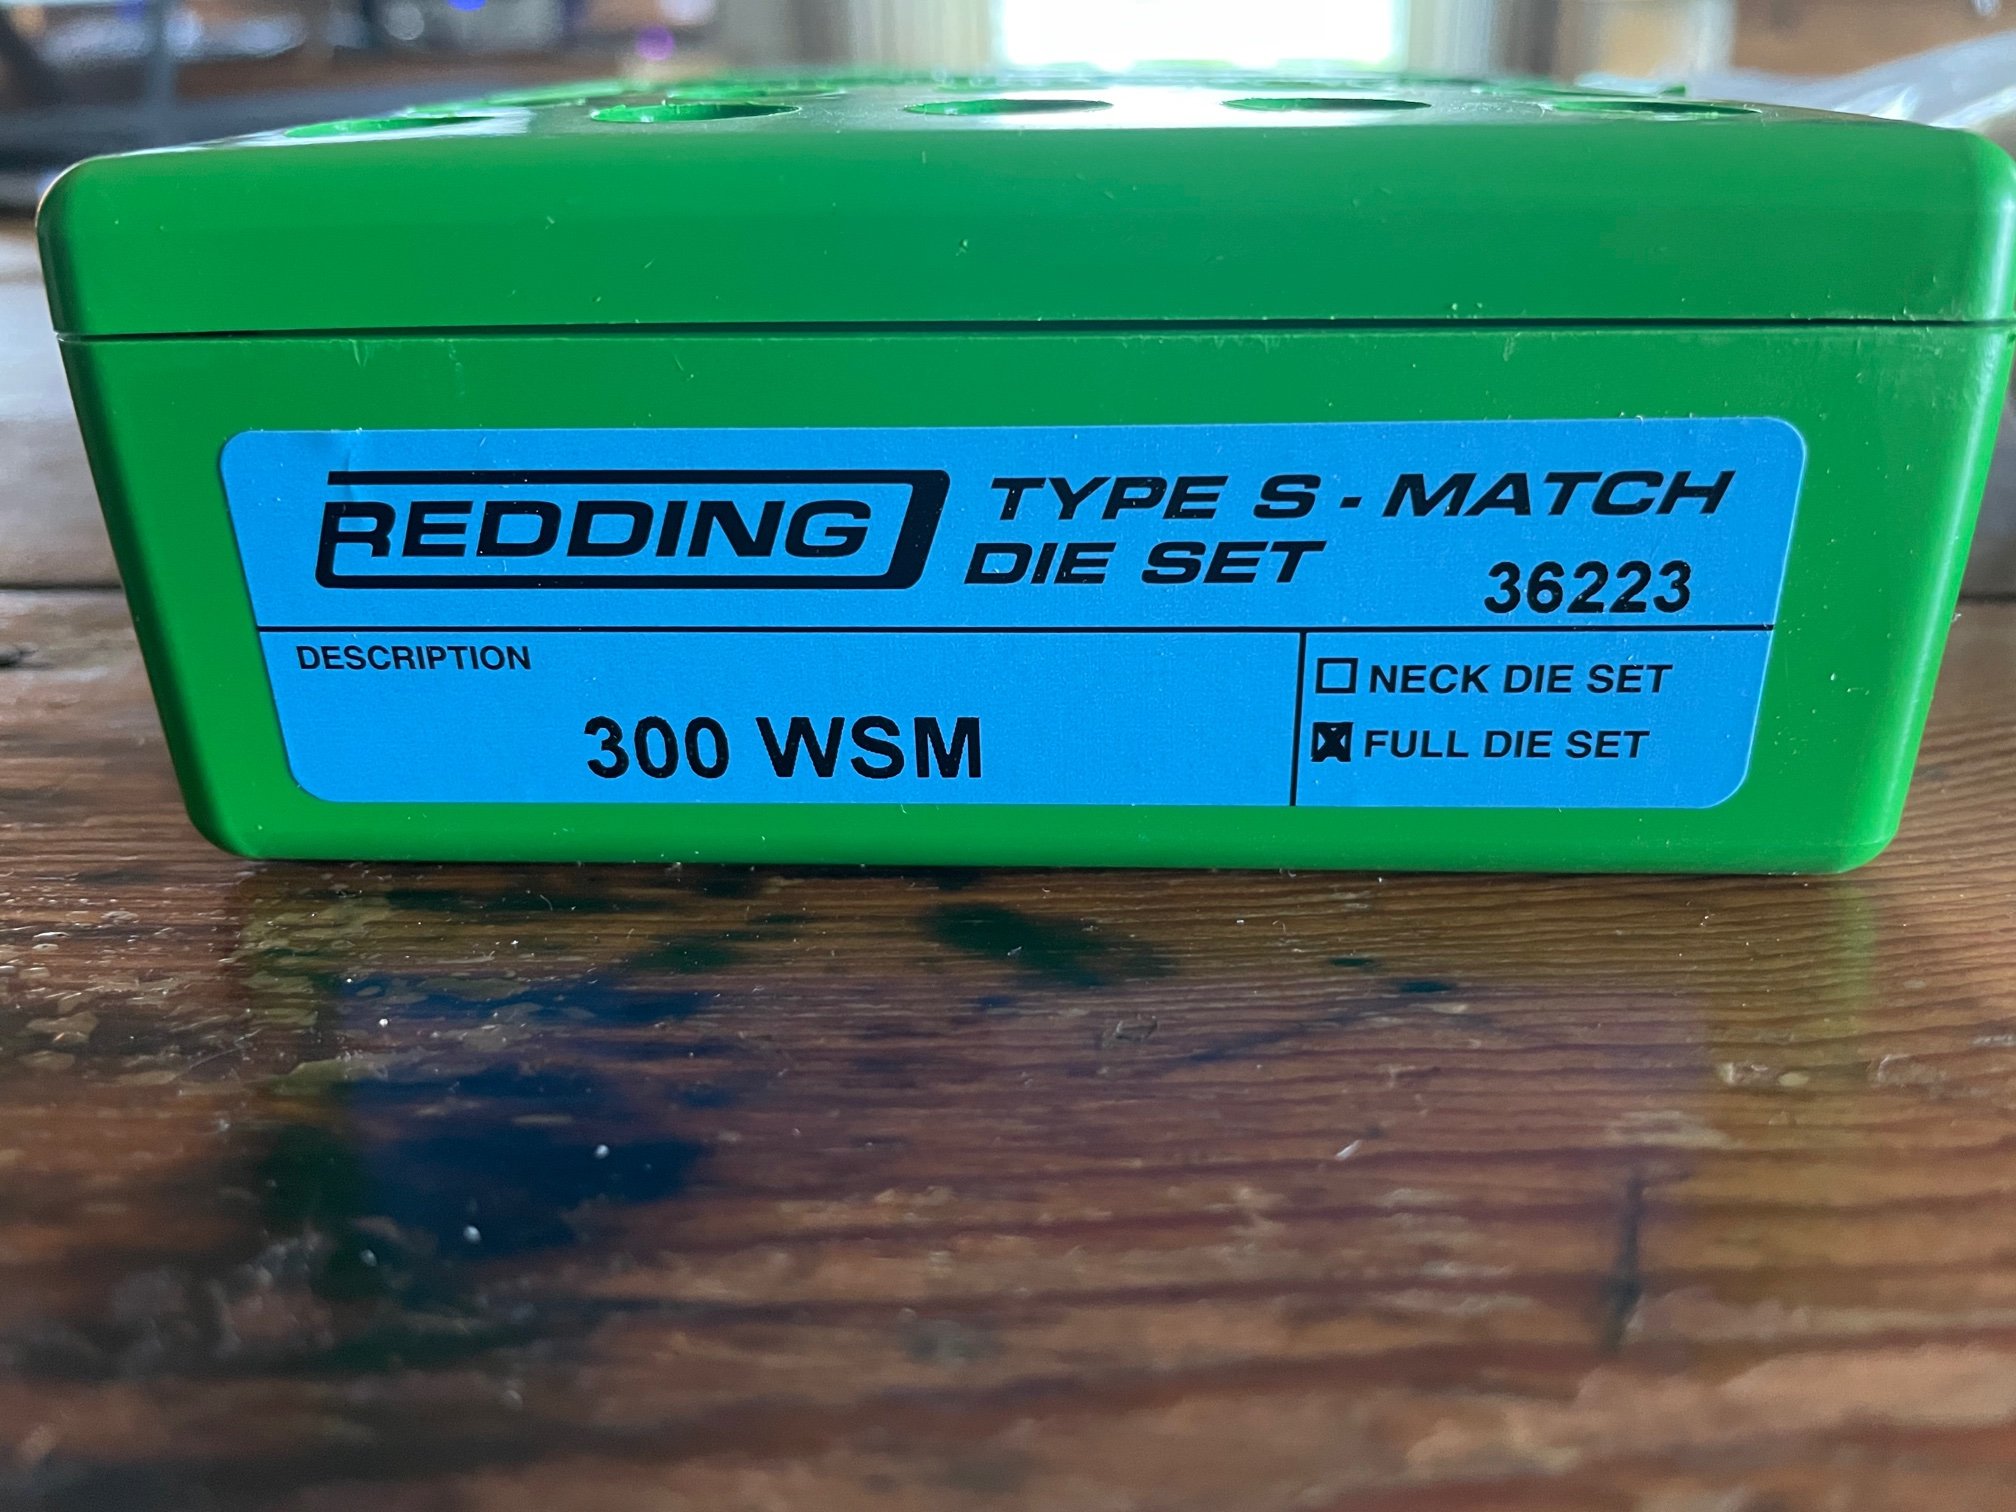 REDDING TYPE S - MATCH
DIE SET
36223
DESCRIPTION
300 WSM
NECK DIE SET
FULL DIE SET